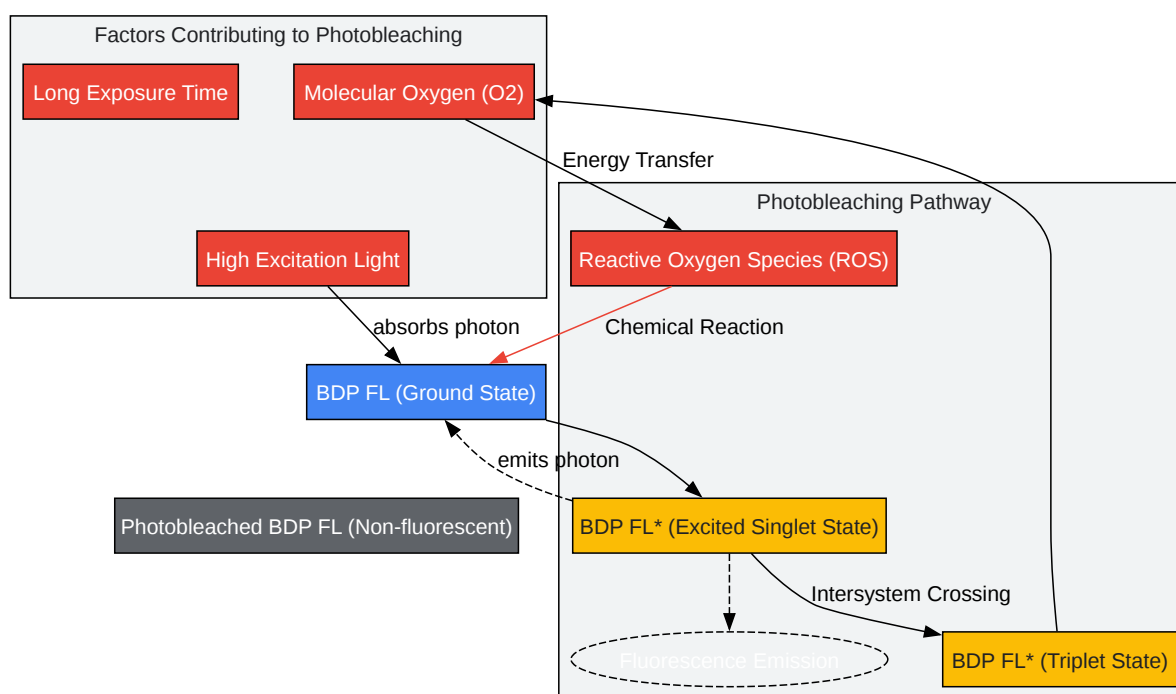 Factors Contributing to Photobleaching
Long Exposure Time
Molecular Oxygen (O2)
Energy Transfer
Photobleaching Pathway
High Excitation Light
Reactive Oxygen Species (ROS)
absorbs photon
Chemical Reaction
BDP FL (Ground State)
emits photon
Photobleached BDP FL (Non-fluorescent)
BDP FL* (Excited Singlet State)
Intersystem Crossing
Fluorescence Emission
BDP FL* (Triplet State)